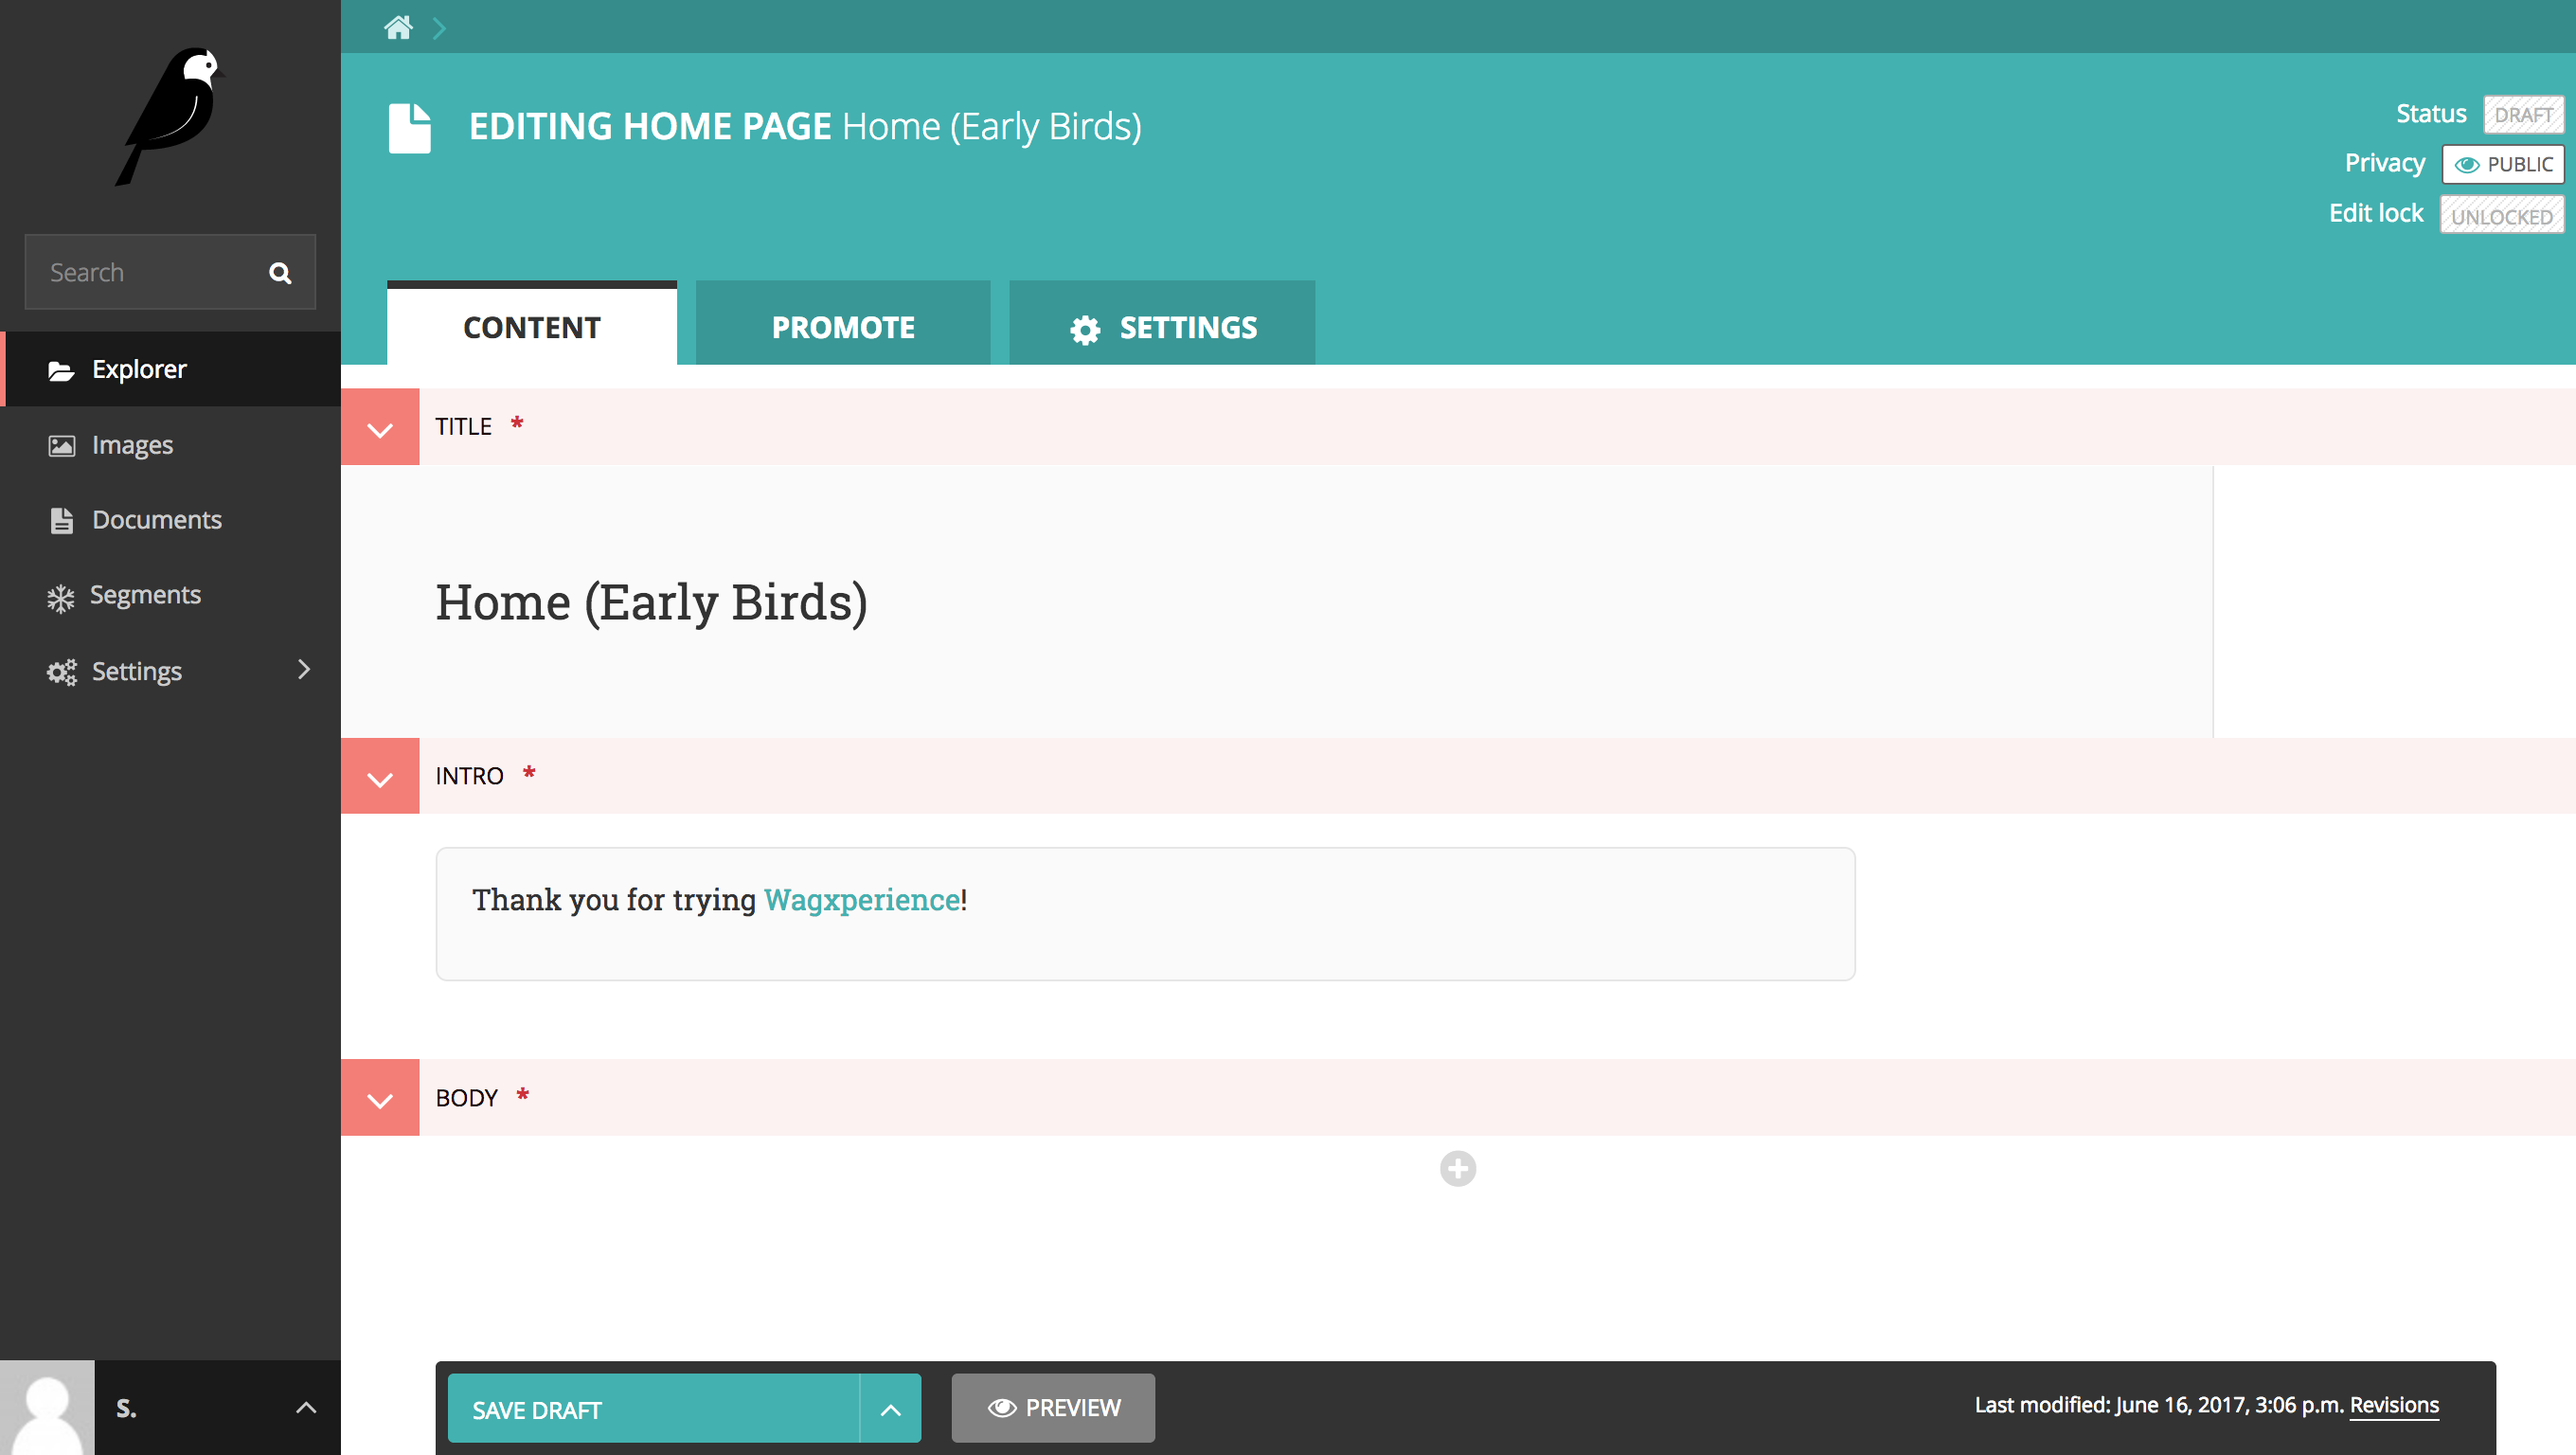 Search
Explorer
Images
Documents
Segments
Settings
S.
EDITING HOME PAGE Home (Early Birds)
Status DRAFT
Privacy PUBLIC
Edit lock UNLOCKED
CONTENT PROMOTE SETTINGS
TITLE *
Home (Early Birds)
INTRO *
Thank you for trying Wagxperience!
BODY *
SAVE DRAFT PREVIEW Last modified: June 16, 2017, 3:06 p.m. Revisions